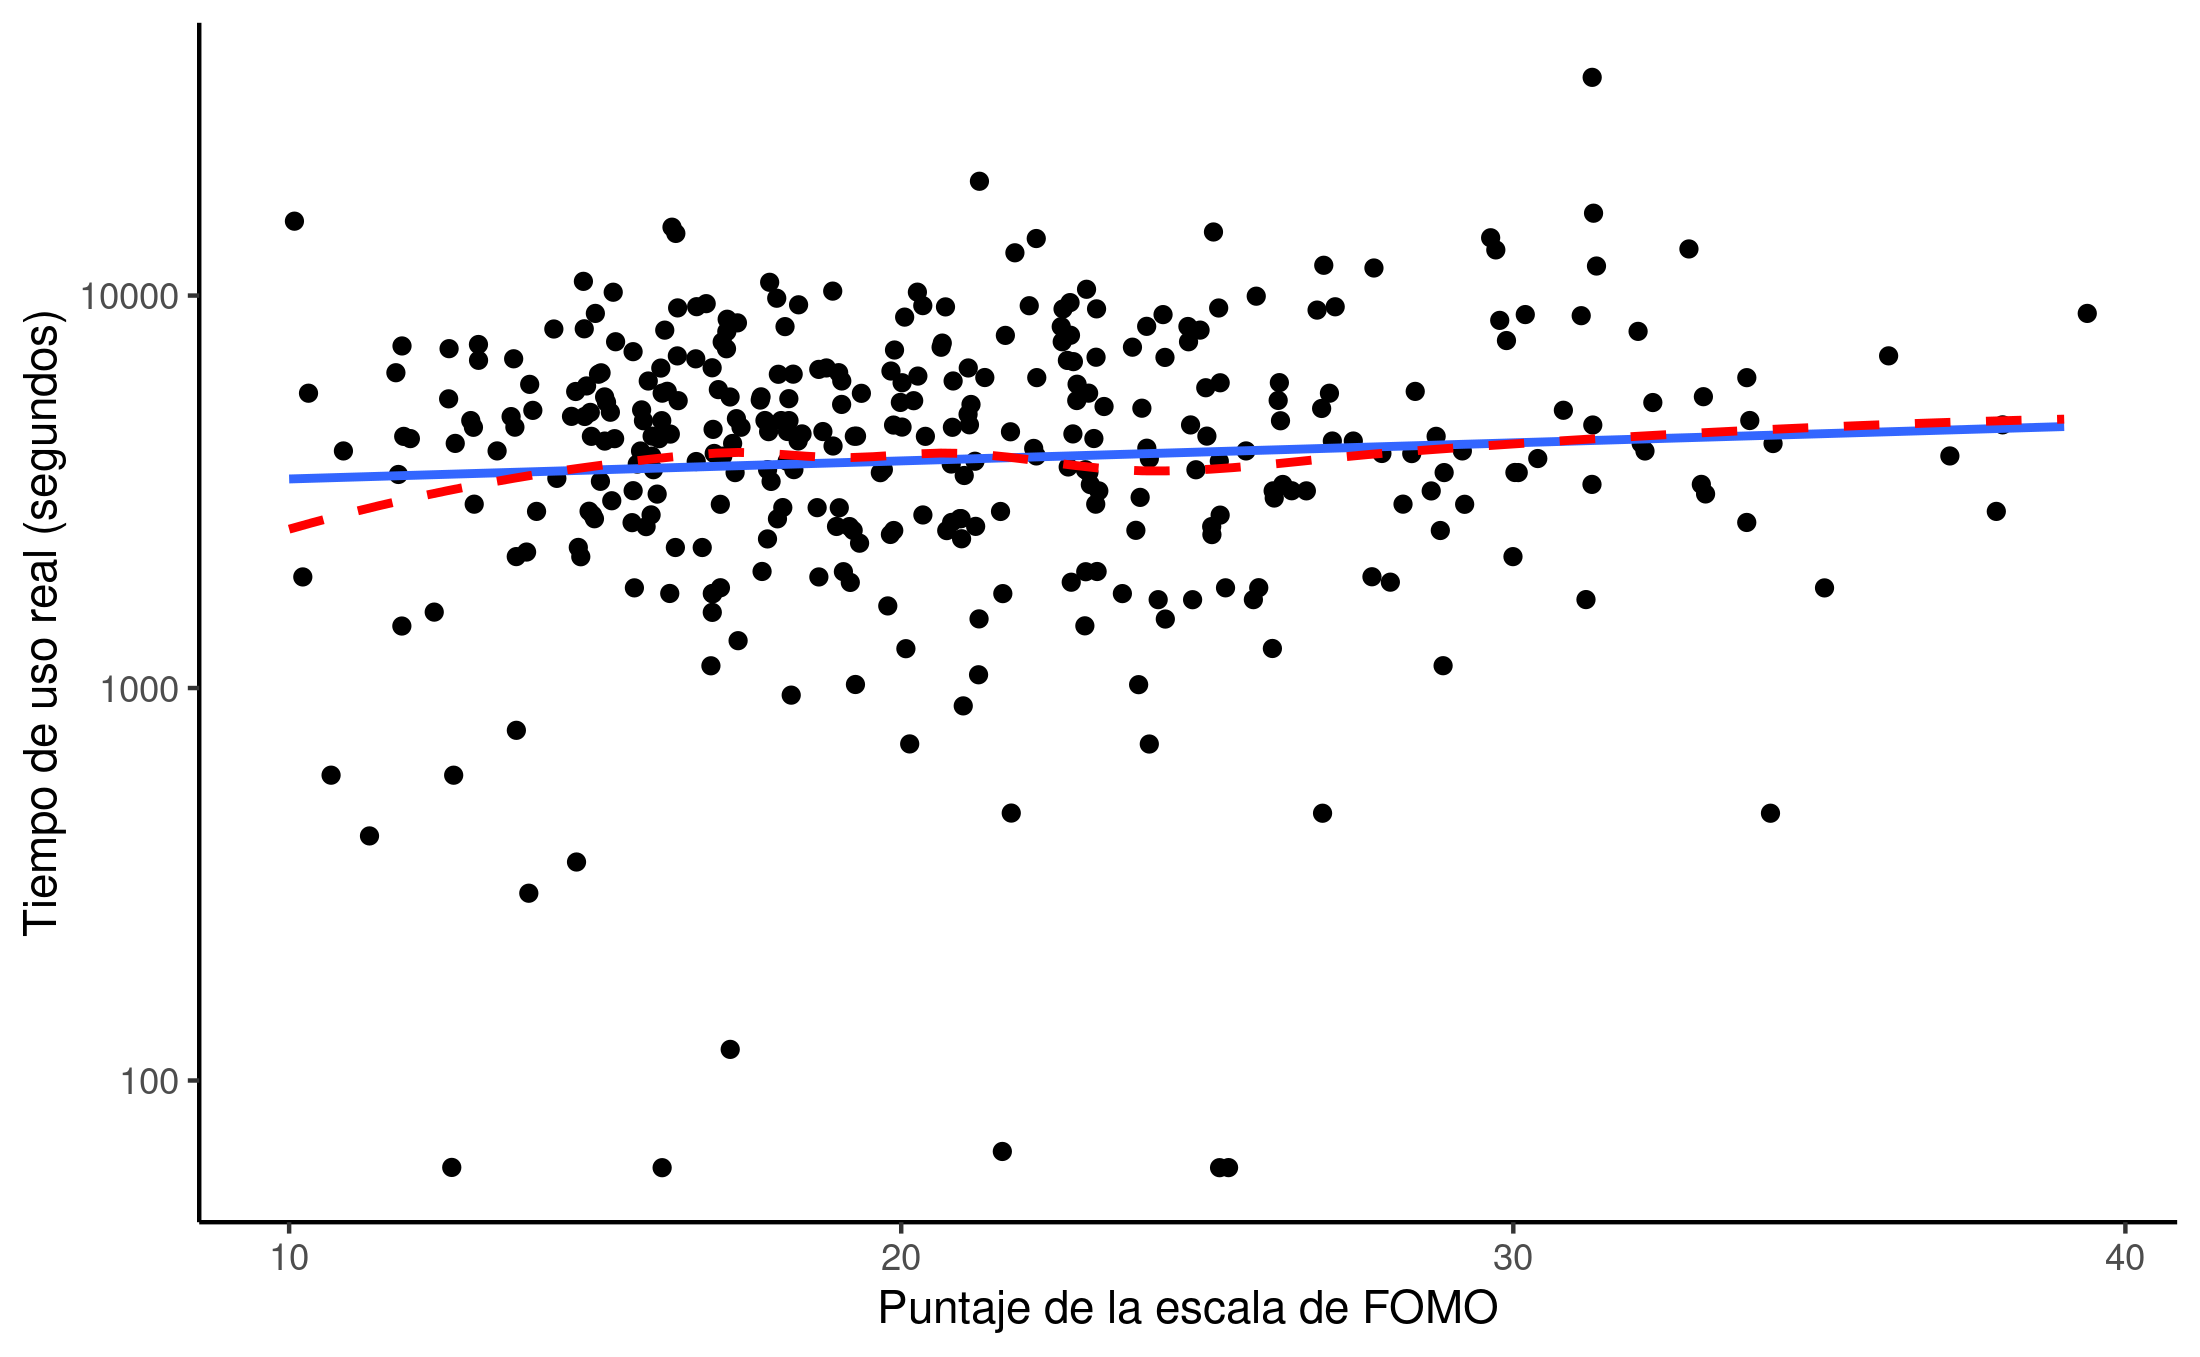 Tiempo de uso real (segundos)
10000
1000
100
10 20 30 40
Puntaje de la escala de FOMO